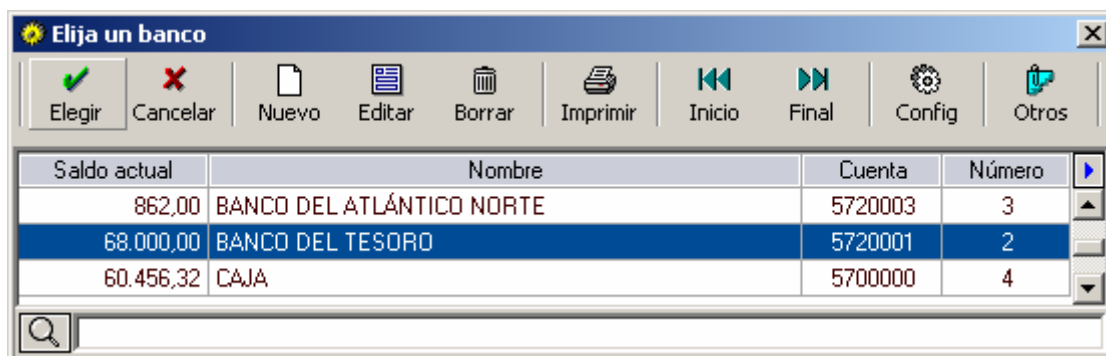 Elija un banco
Elegir Cancelar Nuevo Editar Borrar Imprimir Inicio Final Config Otros
Saldo actual Nombre Cuenta Número
862,00 BANCO DEL ATLÁNTICO NORTE 5720003 3
68.000,00 BANCO DEL TESORO 5720001 2
60.456,32 CAJA 5700000 4